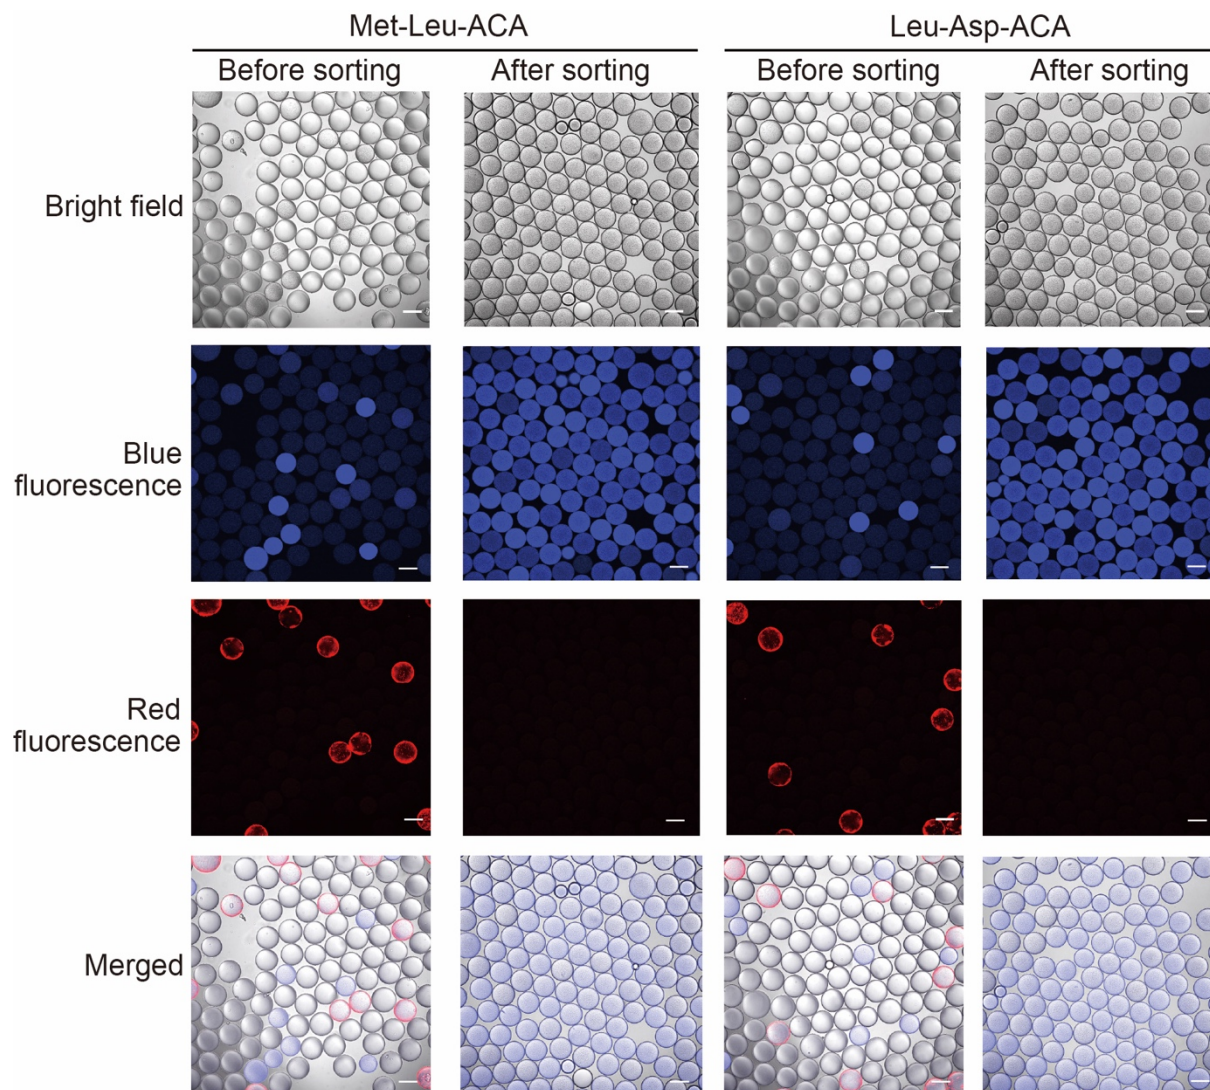 Met-Leu-ACA Leu-Asp-ACA
Before sorting After sorting Before sorting After sorting
Bright field
Blue
fluorescence
Red
fluorescence
Merged